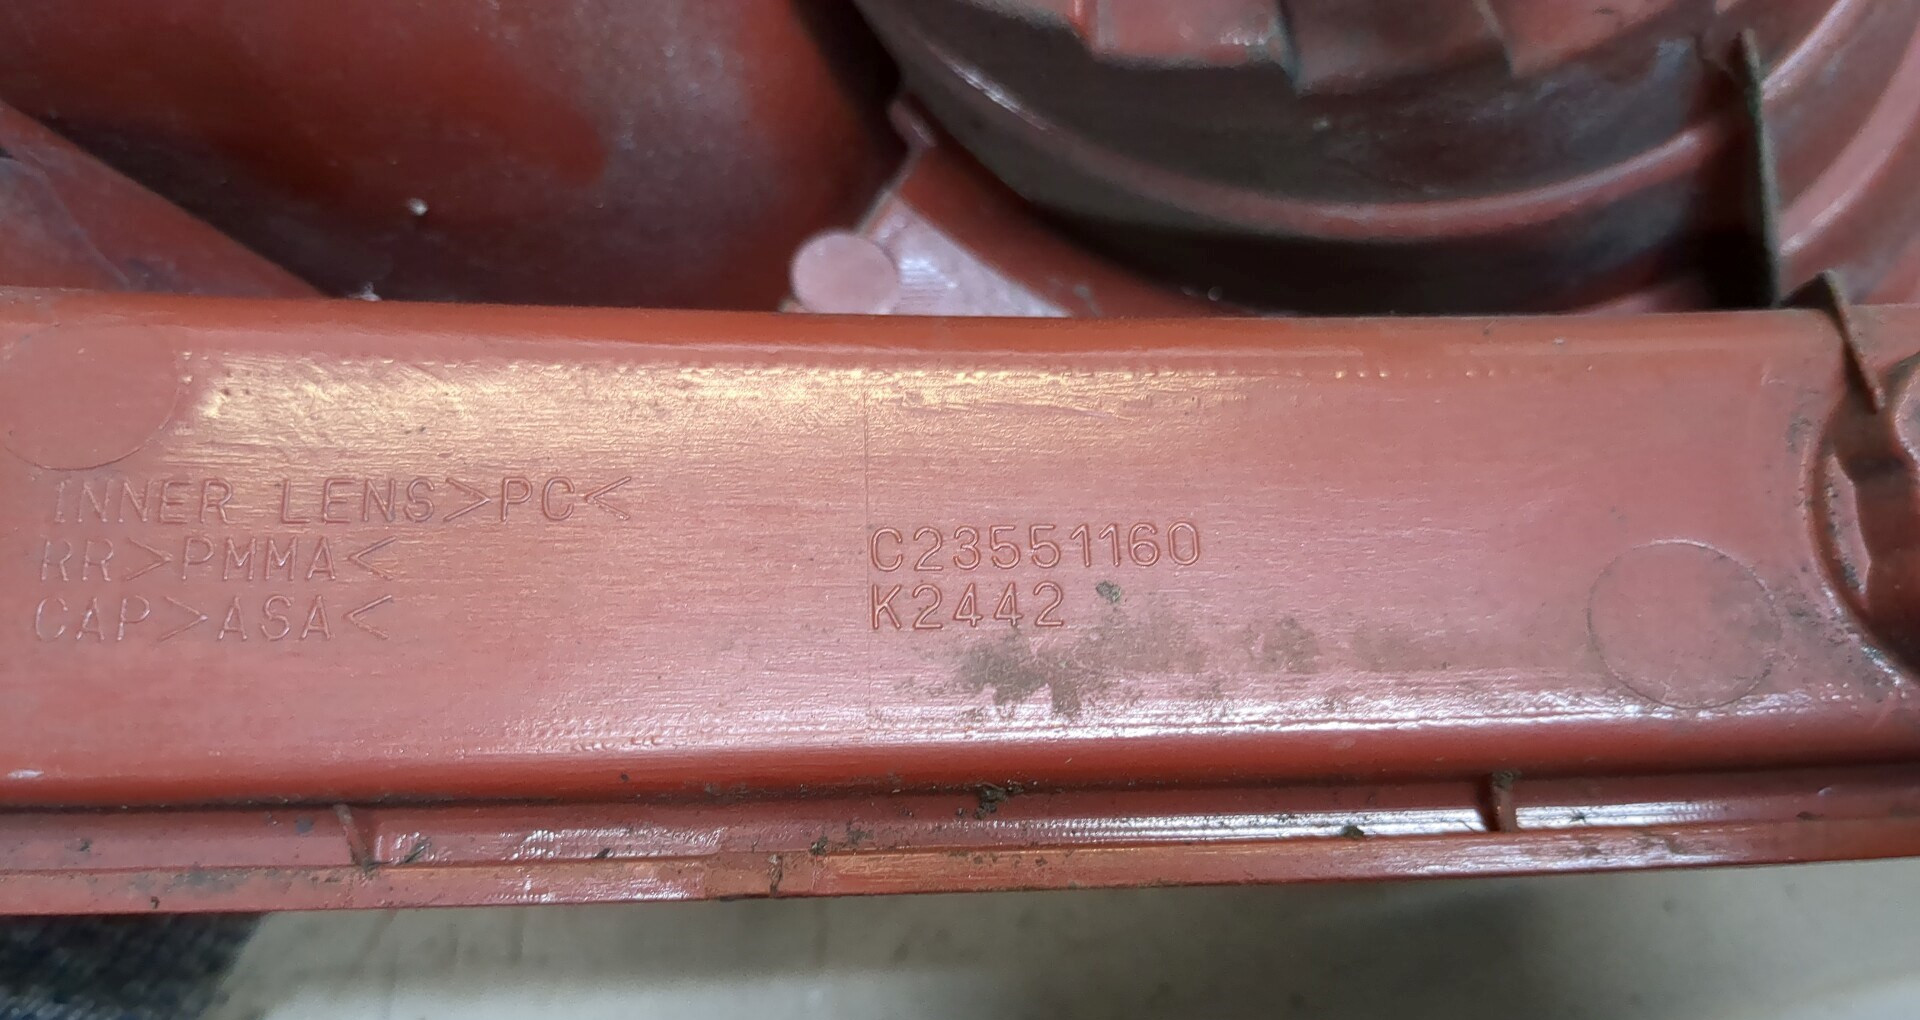 INNER LENS>PC<
RR>PMMA<
CAP>ASA<
C23551160
K2442